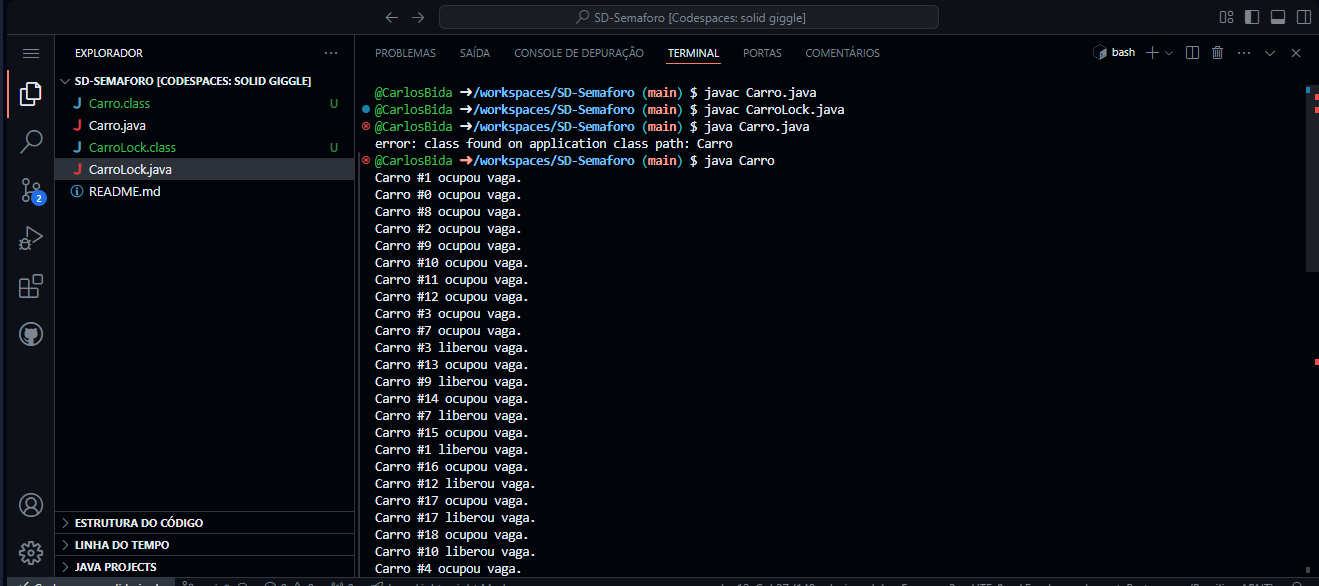 SD-Semaforo [Codespaces: solid giggle]
EXPLORADOR
PROBLEMAS SAÍDA CONSOLE DE DEPURAÇÃO TERMINAL PORTAS COMENTÁRIOS
bash
SD-SEMAFORO [CODESPACES: SOLID GIGGLE]
J Carro.class U
J Carro.java
J CarroLock.class U
J CarroLock.java
README.md
2
ESTRUTURA DO CÓDIGO
LINHA DO TEMPO
JAVA PROJECTS
@CarlosBida ➜/workspaces/SD-Semaforo (main) $ javac Carro.java
@CarlosBida ➜/workspaces/SD-Semaforo (main) $ javac CarroLock.java
@CarlosBida ➜/workspaces/SD-Semaforo (main) $ java Carro.java
error: class found on application class path: Carro
@CarlosBida ➜/workspaces/SD-Semaforo (main) $ java Carro
Carro #1 ocupou vaga.
Carro #0 ocupou vaga.
Carro #8 ocupou vaga.
Carro #2 ocupou vaga.
Carro #9 ocupou vaga.
Carro #10 ocupou vaga.
Carro #11 ocupou vaga.
Carro #12 ocupou vaga.
Carro #3 ocupou vaga.
Carro #7 ocupou vaga.
Carro #3 liberou vaga.
Carro #13 ocupou vaga.
Carro #9 liberou vaga.
Carro #14 ocupou vaga.
Carro #7 liberou vaga.
Carro #15 ocupou vaga.
Carro #1 liberou vaga.
Carro #16 ocupou vaga.
Carro #12 liberou vaga.
Carro #17 ocupou vaga.
Carro #17 liberou vaga.
Carro #18 ocupou vaga.
Carro #10 liberou vaga.
Carro #4 ocupou vaga.